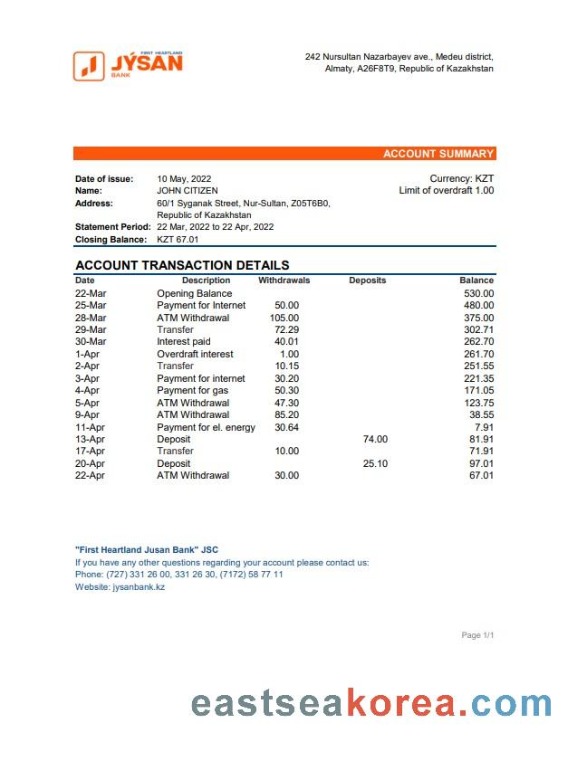 FIRST HEARTLAND
JÝSAN
BANK
242 Nursultan Nazarbayev ave., Medeu district,
Almaty, A26F8T9, Republic of Kazakhstan
ACCOUNT SUMMARY
Date of issue: 10 May, 2022 Currency: KZT
Name: JOHN CITIZEN Limit of overdraft 1.00
Address: 60/1 Syganak Street, Nur-Sultan, Z05T6B0,
Republic of Kazakhstan
Statement Period: 22 Mar, 2022 to 22 Apr, 2022
Closing Balance: KZT 67.01
ACCOUNT TRANSACTION DETAILS
Date Description Withdrawals Deposits Balance
22-Mar Opening Balance 530.00
25-Mar Payment for Internet 50.00 480.00
28-Mar ATM Withdrawal 105.00 375.00
29-Mar Transfer 72.29 302.71
30-Mar Interest paid 40.01 262.70
1-Apr Overdraft interest 1.00 261.70
2-Apr Transfer 10.15 251.55
3-Apr Payment for internet 30.20 221.35
4-Apr Payment for gas 50.30 171.05
5-Apr ATM Withdrawal 47.30 123.75
9-Apr ATM Withdrawal 85.20 38.55
11-Apr Payment for el. energy 30.64 7.91
13-Apr Deposit 74.00 81.91
17-Apr Transfer 10.00 71.91
20-Apr Deposit 25.10 97.01
22-Apr ATM Withdrawal 30.00 67.01
"First Heartland Jusan Bank" JSC
If you have any other questions regarding your account please contact us:
Phone: (727) 331 26 00, 331 26 30, (7172) 58 77 11
Website: jysanbank.kz
Page 1/1
eastseakorea.com